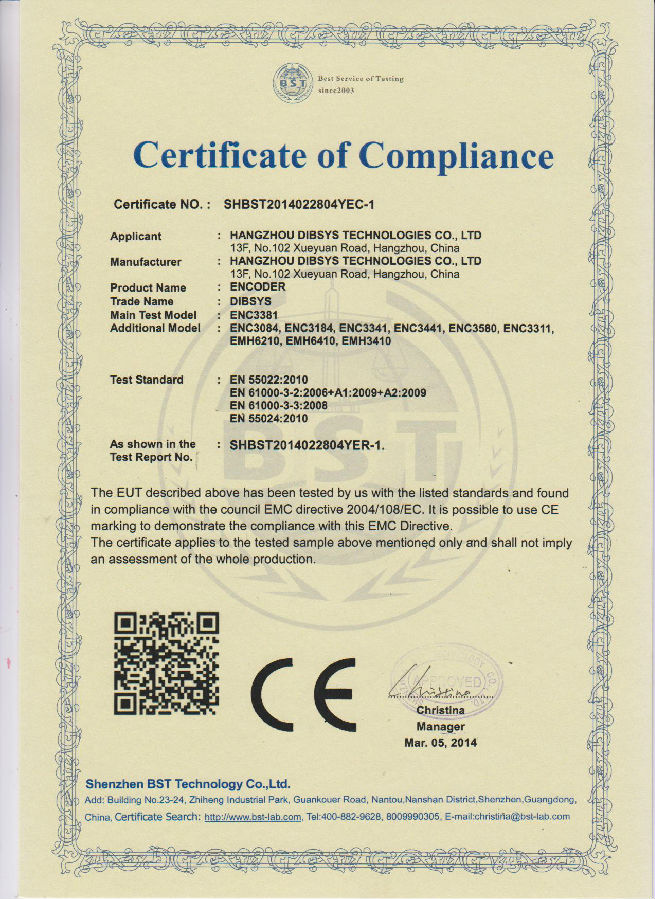 BST
Best Service of Testing
since2003
Certificate of Compliance
Certificate NO. : SHBST2014022804YEC-1
Applicant : HANGZHOU DIBSYS TECHNOLOGIES CO., LTD
13F, No.102 Xueyuan Road, Hangzhou, China
Manufacturer : HANGZHOU DIBSYS TECHNOLOGIES CO., LTD
13F, No.102 Xueyuan Road, Hangzhou, China
Product Name : ENCODER
Trade Name : DIBSYS
Main Test Model : ENC3381
Additional Model : ENC3084, ENC3184, ENC3341, ENC3441, ENC3580, ENC3311,
EMH6210, EMH6410, EMH3410
Test Standard : EN 55022:2010
EN 61000-3-2:2006+A1:2009+A2:2009
EN 61000-3-3:2008
EN 55024:2010
As shown in the : SHBST2014022804YER-1.
Test Report No.
BST
The EUT described above has been tested by us with the listed standards and found
in compliance with the council EMC directive 2004/108/EC. It is possible to use CE
marking to demonstrate the compliance with this EMC Directive.
The certificate applies to the tested sample above mentioned only and shall not imply
an assessment of the whole production.
CE
APPROVED
Christina
Christina
Manager
Mar. 05, 2014
Shenzhen BST Technology Co.,Ltd.
Add: Building No.23-24, Zhiheng Industrial Park, Guankouer Road, Nantou,Nanshan District,Shenzhen,Guangdong,
China, Certificate Search: http://www.bst-lab.com, Tel:400-882-9628, 8009990305, E-mail:christina@bst-lab.com